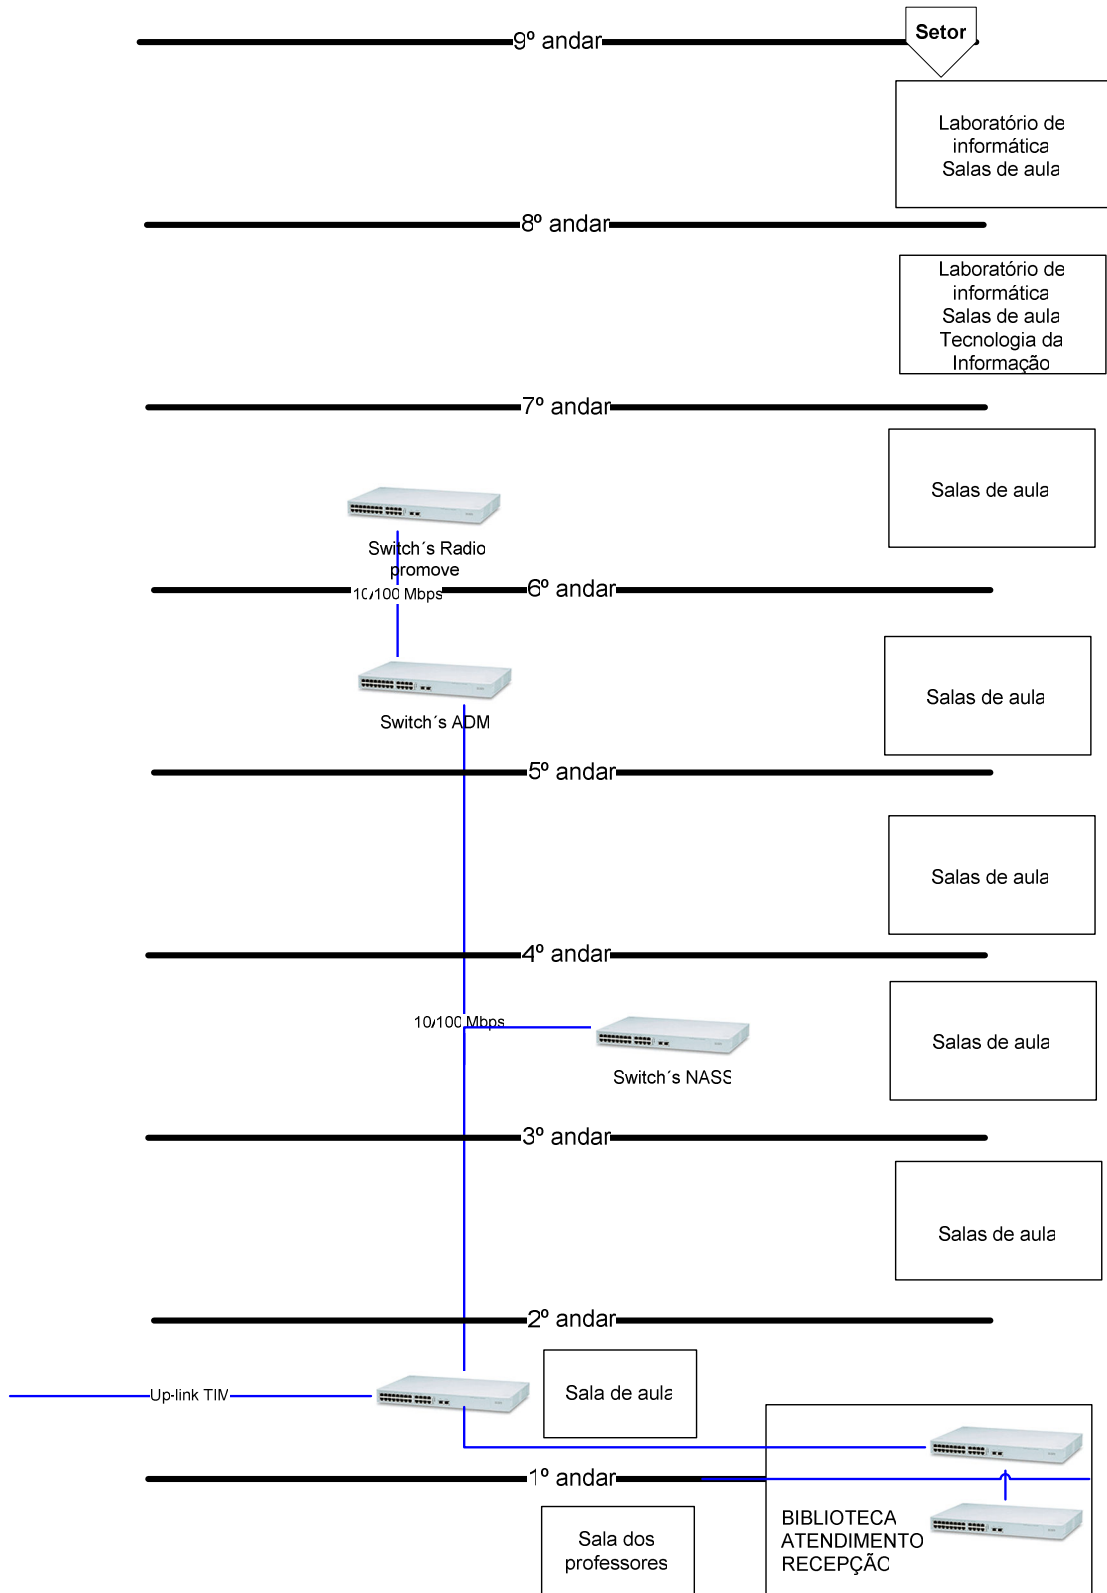 9º andar
Setor
Laboratório de
informática
Salas de aula
8º andar
Laboratório de
informática
Salas de aula
Tecnologia da
Informação
7º andar
Salas de aula
Switch´s Radio
promove
10/100 Mbps
6º andar
Salas de aula
Switch´s ADM
5º andar
Salas de aula
4º andar
Salas de aula
10/100 Mbps
Switch´s NASS
3º andar
Salas de aula
2º andar
Sala de aula
Up-link TIM
1º andar
BIBLIOTECA
ATENDIMENTO
RECEPÇÃO
Sala dos
professores